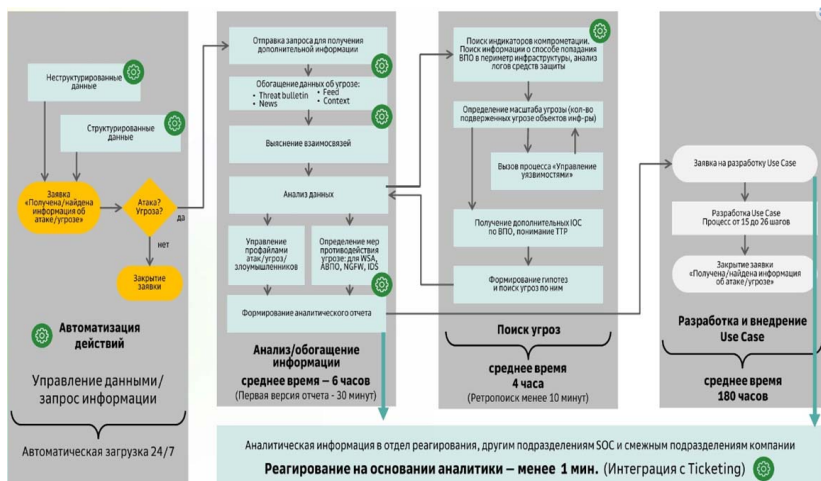 Неструктурированные
данные
Структурированные
данные
Заявка
«Получена/найдена
информация об
атаке/угрозе»
Атака?
Угроза?
да
нет
Закрытие
заявки
Автоматизация
действий
Управление данными/
запрос информации
Автоматическая загрузка 24/7
Отправка запроса для получения
дополнительной информации
Обогащение данных об угрозе:
• Threat bulletin • Feed
• News • Context
Выяснение взаимосвязей
Анализ данных
Управление
профайлами
атак/угроз/
злоумышленников
Определение мер
противодействия
угрозе: для WSA,
АВПО, NGFW, IDS
Формирование аналитического отчета
Анализ/обогащение
информации
среднее время – 6 часов
(Первая версия отчета - 30 минут)
Поиск индикаторов компрометации.
Поиск информации о способе попадания
ВПО в периметр инфраструктуры, анализ
логов средств защиты
Определение масштаба угрозы (кол-во
подверженных угрозе объектов инф-ры)
Вызов процесса «Управление
уязвимостями»
Получение дополнительных IOC
по ВПО, понимание TTP
Формирование гипотез
и поиск угроз по ним
Поиск угроз
среднее время
4 часа
(Ретропоиск менее 10 минут)
Заявка на разработку Use Case
Разработка Use Case
Процесс от 15 до 26 шагов
Закрытие заявки
«Получена/найдена информация
об атаке/угрозе»
Разработка и внедрение
Use Case
среднее время
180 часов
Аналитическая информация в отдел реагирования, другим подразделениям SOC и смежным подразделениям компании
Реагирование на основании аналитики – менее 1 мин. (Интеграция с Ticketing)